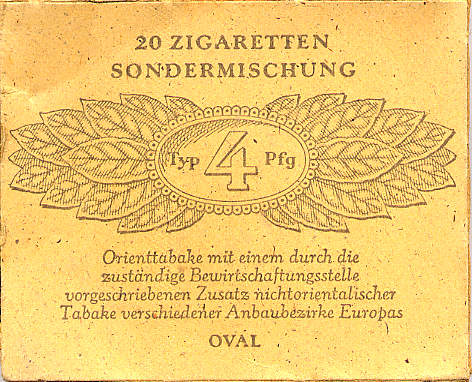 20 ZIGARETTEN
SONDERMISCHUNG
Typ 4 Pfg
Orienttabake mit einem durch die
zuständige Bewirtschaftungsstelle
vorgeschriebenen Zusatz nichtorientalischer
Tabake verschiedener Anbaubezirke Europas
OVAL